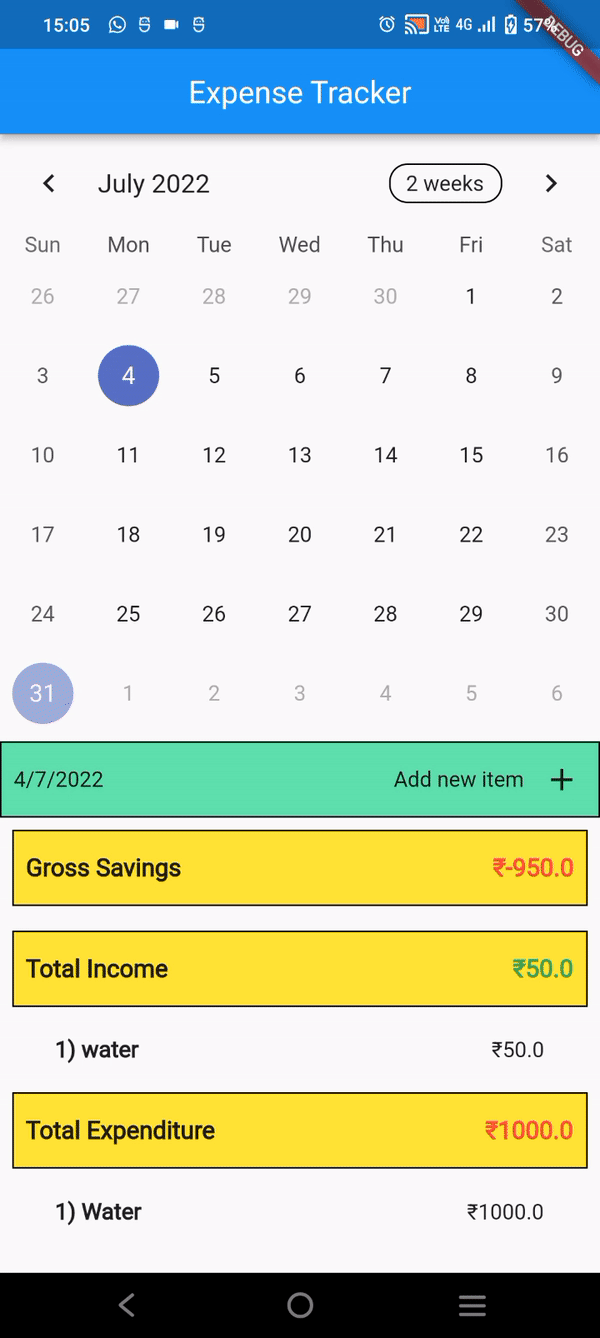 15:05 4G 57%
DEBUG
Expense Tracker
July 2022 2 weeks
Sun Mon Tue Wed Thu Fri Sat
26 27 28 29 30 1 2
3 4 5 6 7 8 9
10 11 12 13 14 15 16
17 18 19 20 21 22 23
24 25 26 27 28 29 30
31 1 2 3 4 5 6
4/7/2022 Add new item +
Gross Savings ₹-950.0
Total Income ₹50.0
1) water ₹50.0
Total Expenditure ₹1000.0
1) Water ₹1000.0